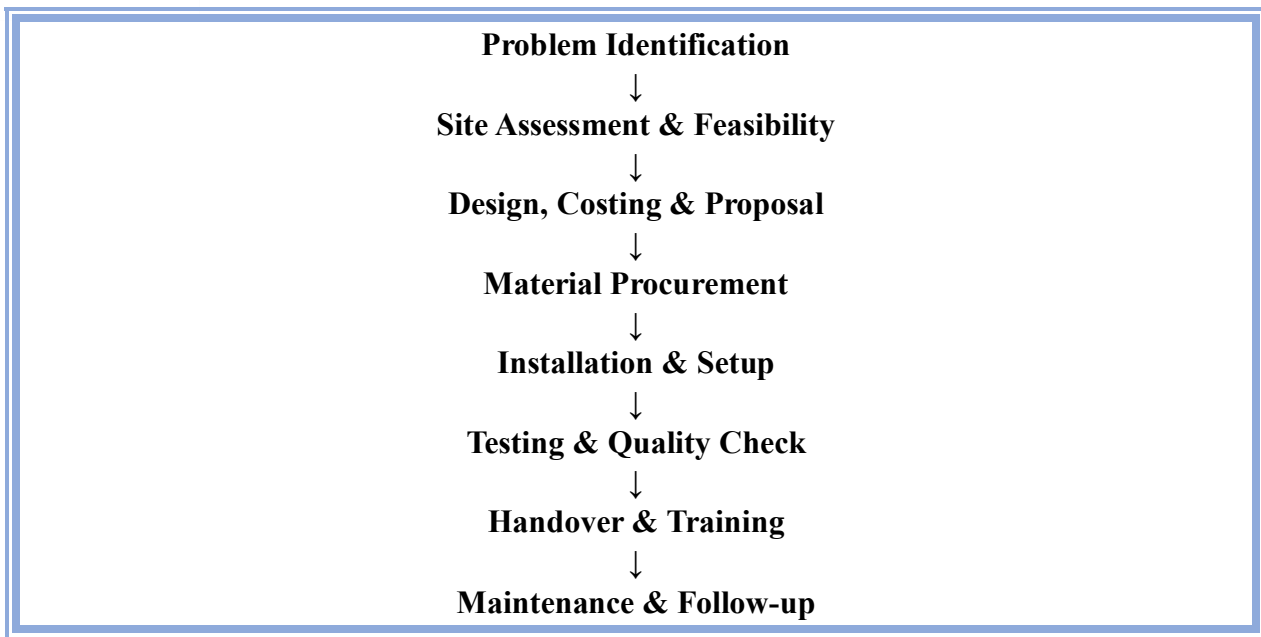 Problem Identification
↓
Site Assessment & Feasibility
↓
Design, Costing & Proposal
↓
Material Procurement
↓
Installation & Setup
↓
Testing & Quality Check
↓
Handover & Training
↓
Maintenance & Follow-up